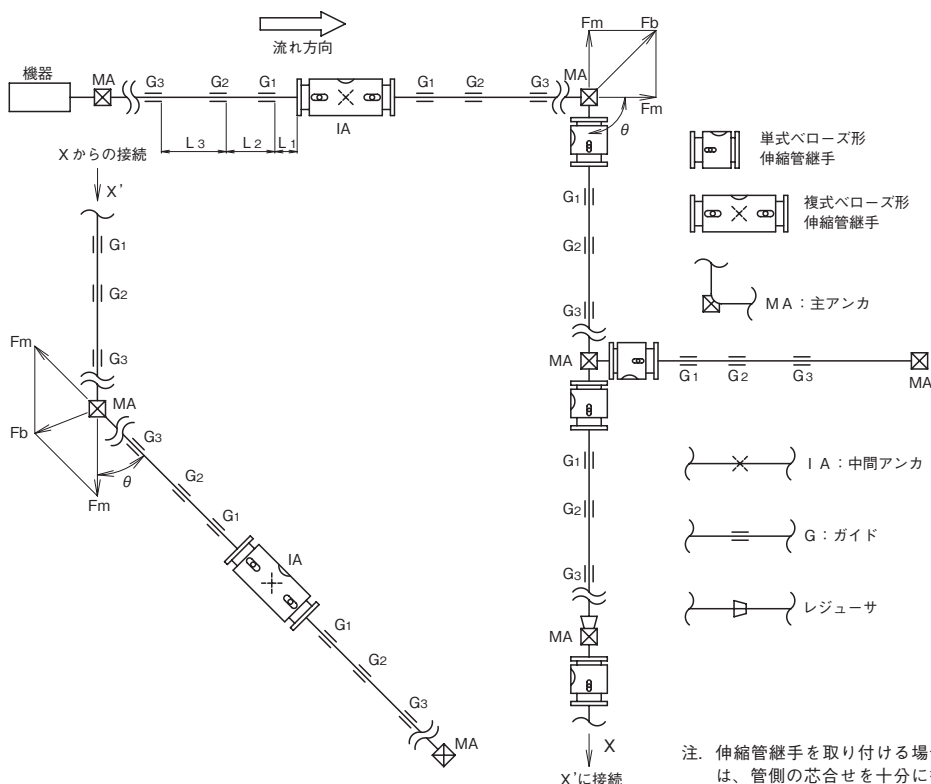 流れ方向
機器
MA
G3
G2
G1
IA
G1
G2
G3
MA
Fm
Fb
Fm
θ
L3
L2
L1
Xからの接続
X'
G1
G2
G3
Fm
MA
Fb
Fm
θ
G3
G2
G1
IA
G1
G2
G3
MA
G1
G2
G3
MA
G1
G2
G3
MA
G1
G2
G3
MA
X
X'に接続
単式ベローズ形
伸縮管継手
複式ベローズ形
伸縮管継手
MA:主アンカ
IA:中間アンカ
G:ガイド
レジューサ
注. 伸縮管継手を取り付ける場
は、管側の芯合せを十分に